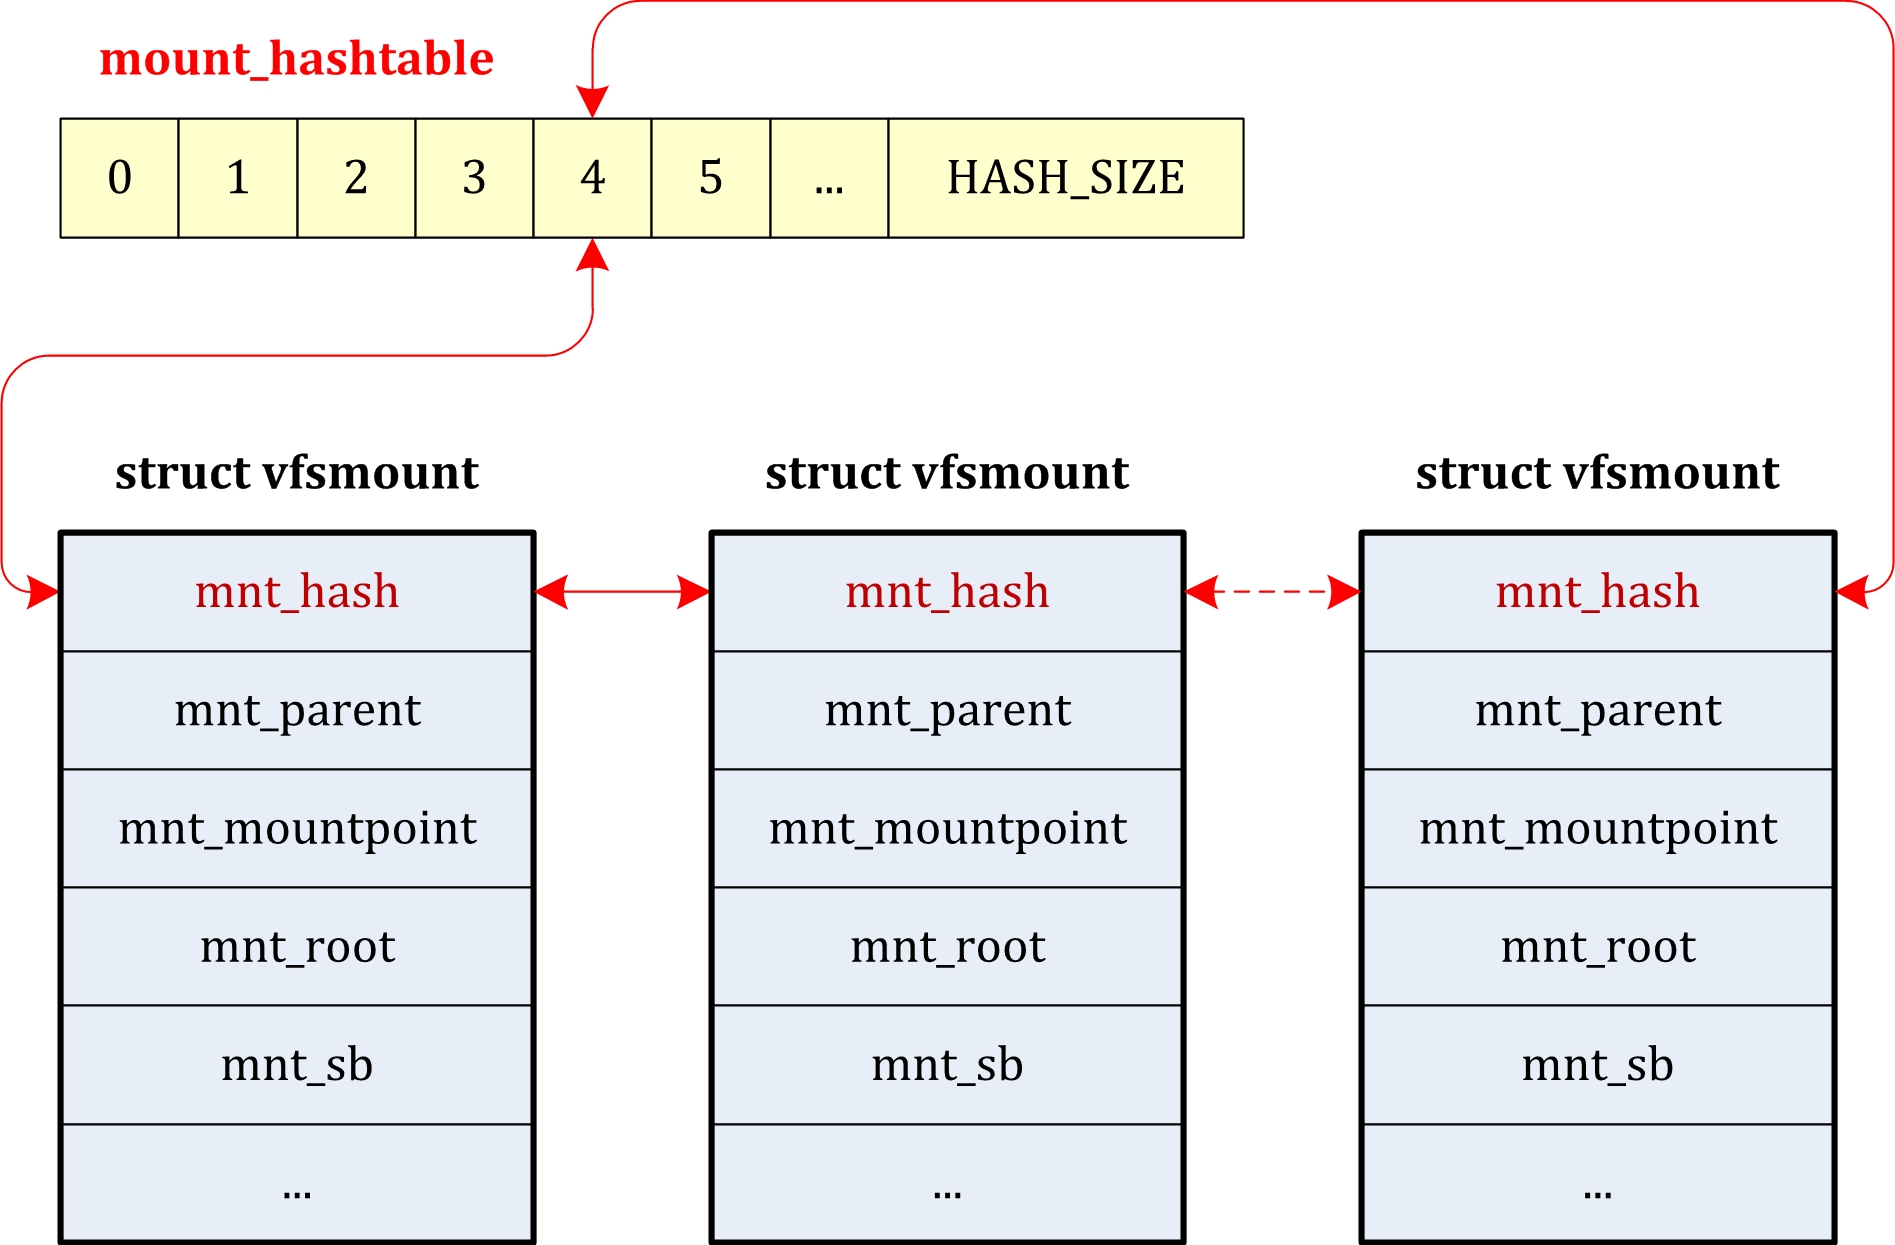 mount_hashtable
0 1 2 3 4 5 ... HASH_SIZE
struct vfsmount struct vfsmount struct vfsmount
mnt_hash mnt_hash mnt_hash
mnt_parent mnt_parent mnt_parent
mnt_mountpoint mnt_mountpoint mnt_mountpoint
mnt_root mnt_root mnt_root
mnt_sb mnt_sb mnt_sb
... ... ...